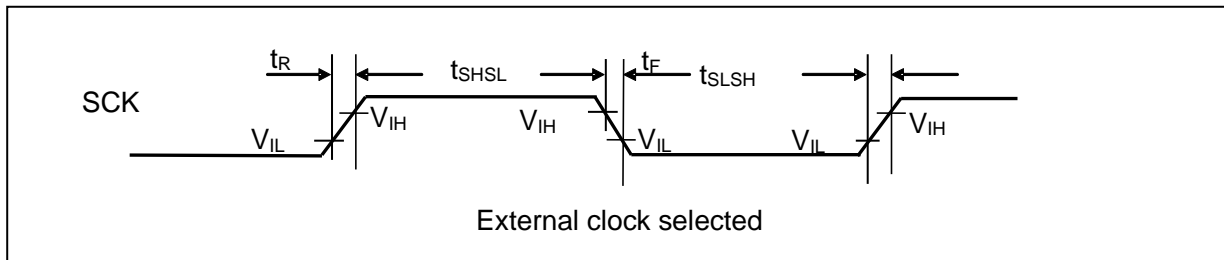 tR tSHSL tF tSLSH
SCK
VIH VIH VIH
VIL VIL VIL
External clock selected